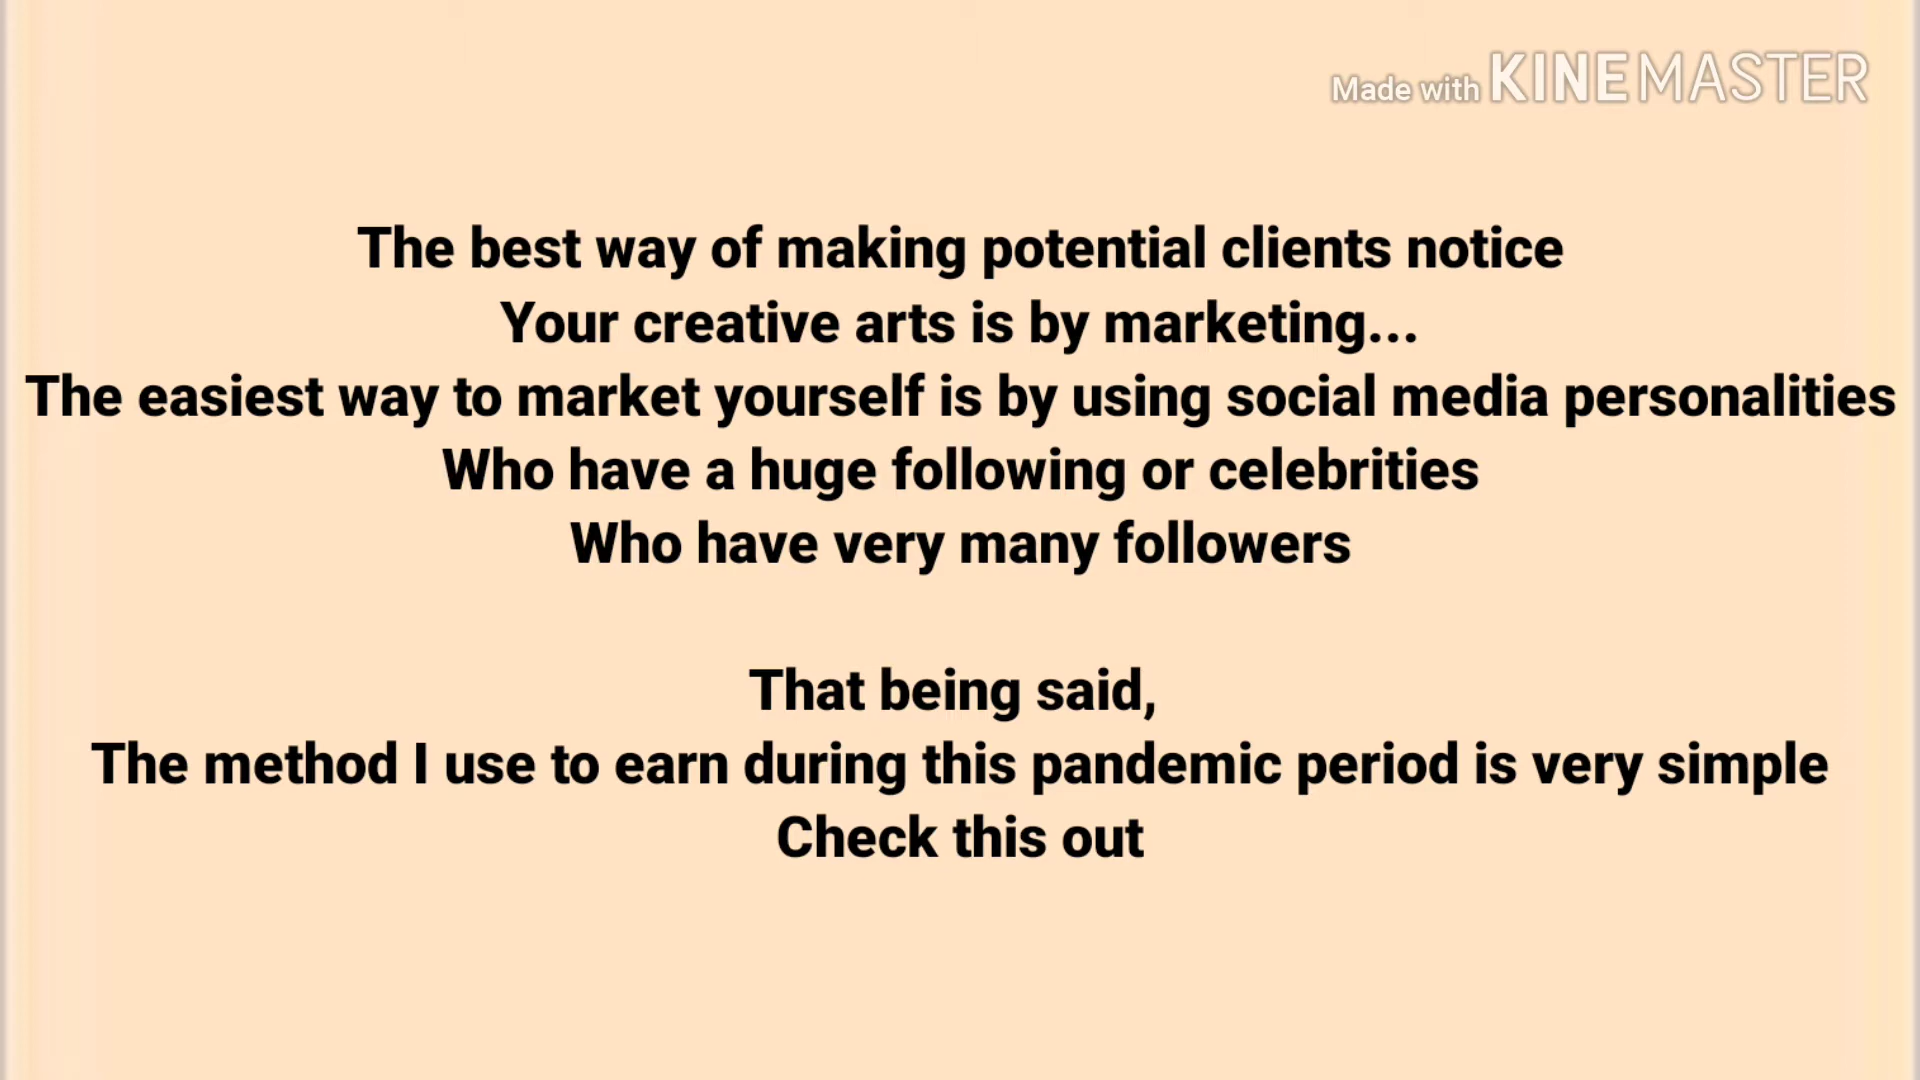 Made with KINEMASTER
The best way of making potential clients notice
Your creative arts is by marketing...
The easiest way to market yourself is by using social media personalities
Who have a huge following or celebrities
Who have very many followers
That being said,
The method I use to earn during this pandemic period is very simple
Check this out